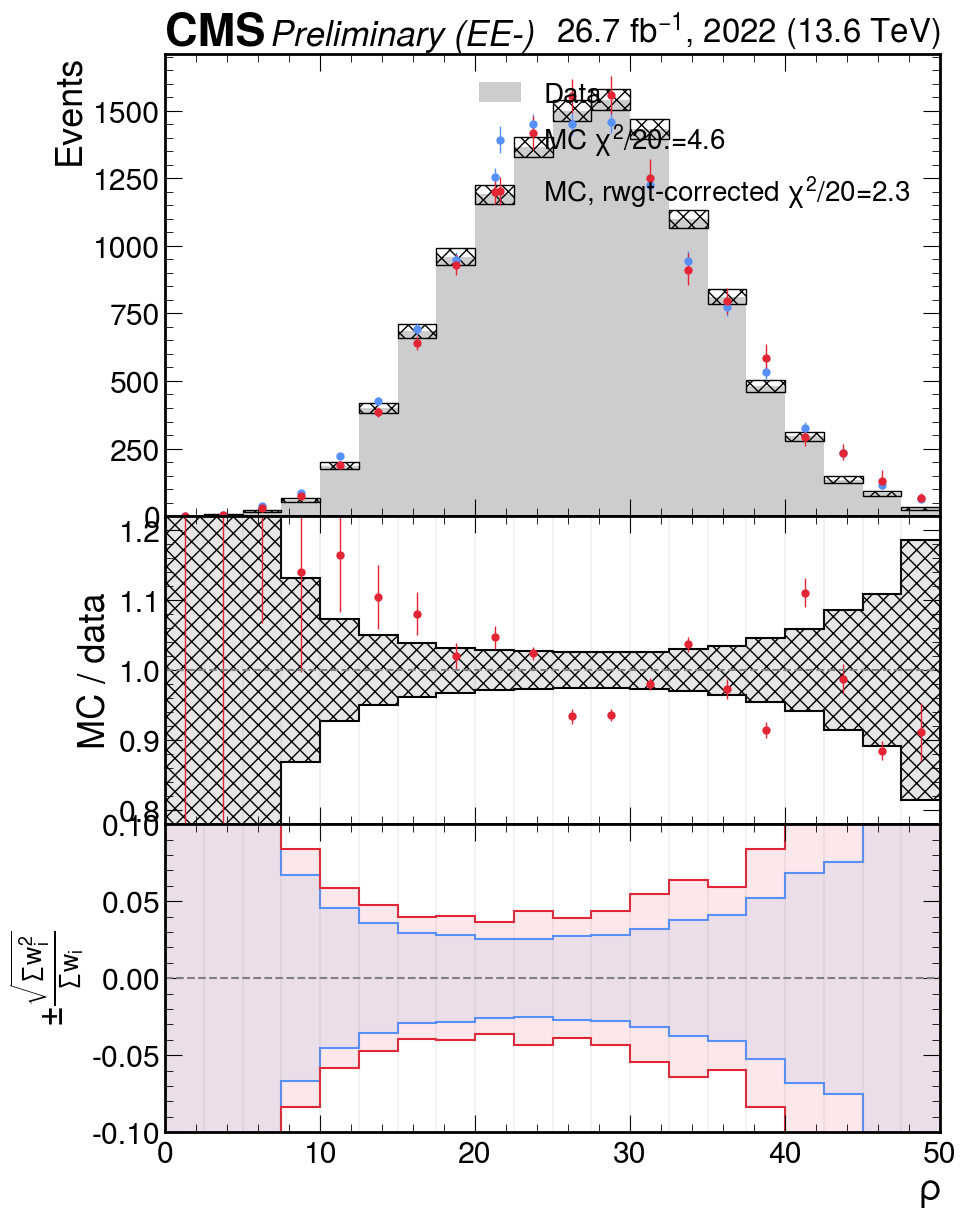 CMS Preliminary (EE-) 26.7 fb⁻¹, 2022 (13.6 TeV)
Events
1500
1250
1000
750
500
250
0
Data
MC χ²/20.=4.6
MC, rwgt-corrected χ²/20=2.3
MC / data
1.2
1.1
1.0
0.9
0.8
±√Σwᵢ²/Σwᵢ
0.10
0.05
0.00
-0.05
-0.10
0 10 20 30 40 50
ρ